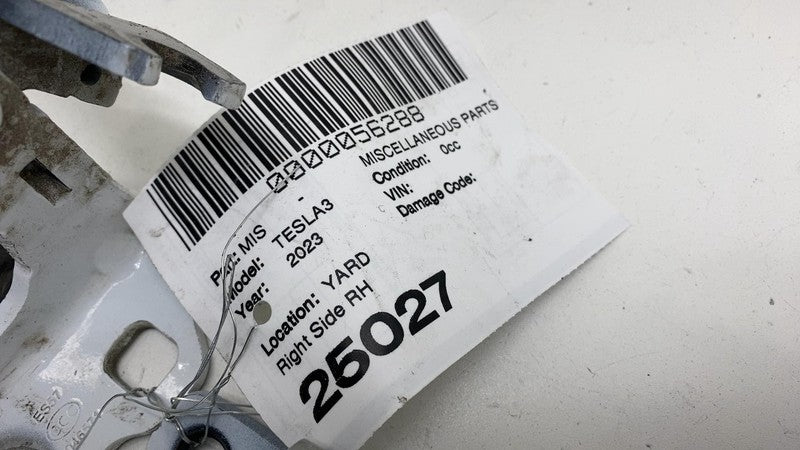 0000056288
MISCELLANEOUS PARTS
Part: MIS -
Condition: 0cc
Model: TESLA3
VIN:
Year: 2023
Damage Code:
Location: YARD
Right Side RH
25027